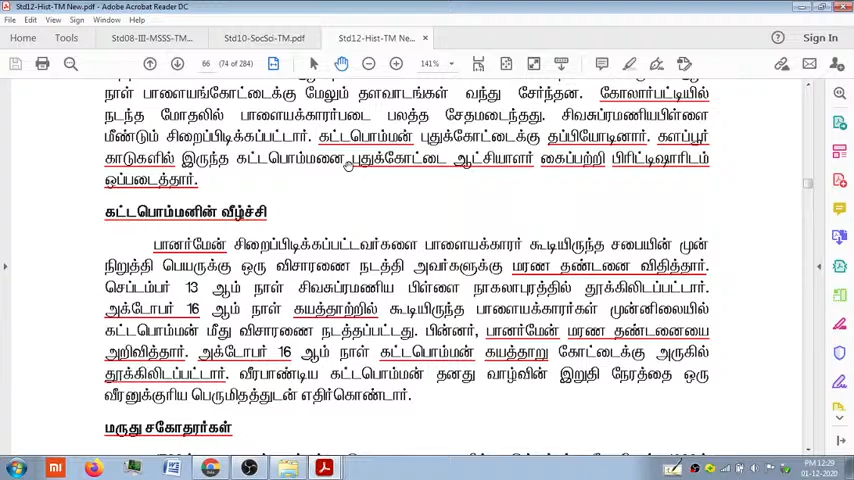 Std12-Hist-TM New.pdf - Adobe Acrobat Reader DC
File Edit View Sign Window Help
Home Tools Std08-III-MSSS-TM... Std10-SocSci-TM.pdf Std12-Hist-TM Ne... × Sign In
66 (74 of 284) 141%
நாள் பாளையங்கோட்டைக்கு மேலும் தளவாடங்கள் வந்து சேர்ந்தன. கோலார்பட்டியில்
நடந்த மோதலில் பாளையக்காரர்படை பலத்த சேதமடைந்தது. சிவசுப்ரமணியபிள்ளை
மீண்டும் சிறைப்பிடிக்கப்பட்டார். கட்டபொம்மன் புதுக்கோட்டைக்கு தப்பியோடினார். களப்பூர்
காடுகளில் இருந்த கட்டபொம்மனை புதுக்கோட்டை ஆட்சியாளர் கைப்பற்றி பிரிட்டிஷாரிடம்
ஒப்படைத்தார்.
கட்டபொம்மனின் வீழ்ச்சி
பானர்மேன் சிறைப்பிடிக்கப்பட்டவர்களை பாளையக்காரர் கூடியிருந்த சபையின் முன்
நிறுத்தி பெயருக்கு ஒரு விசாரணை நடத்தி அவர்களுக்கு மரண தண்டனை விதித்தார்.
செப்டம்பர் 13 ஆம் நாள் சிவசுப்ரமணிய பிள்ளை நாகலாபுரத்தில் தூக்கிலிடப்பட்டார்.
அக்டோபர் 16 ஆம் நாள் கயத்தாற்றில் கூடியிருந்த பாளையக்காரர்கள் முன்னிலையில்
கட்டபொம்மன் மீது விசாரணை நடத்தப்பட்டது. பின்னர், பானர்மேன் மரண தண்டனையை
அறிவித்தார். அக்டோபர் 16 ஆம் நாள் கட்டபொம்மன் கயத்தாறு கோட்டைக்கு அருகில்
தூக்கிலிடப்பட்டார். வீரபாண்டிய கட்டபொம்மன் தனது வாழ்வின் இறுதி நேரத்தை ஒரு
வீரனுக்குரிய பெருமிதத்துடன் எதிர்கொண்டார்.
மருது சகோதரர்கள்
PM 12:29
01-12-2020